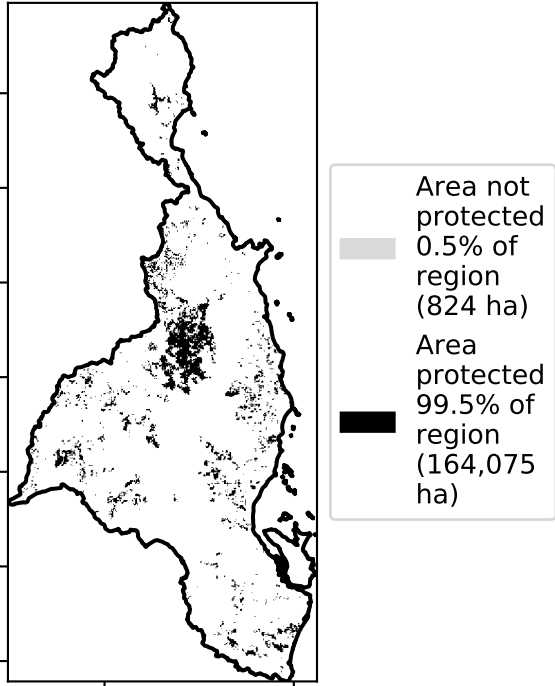 Area not
protected
0.5% of
region
(824 ha)
Area
protected
99.5% of
region
(164,075
ha)